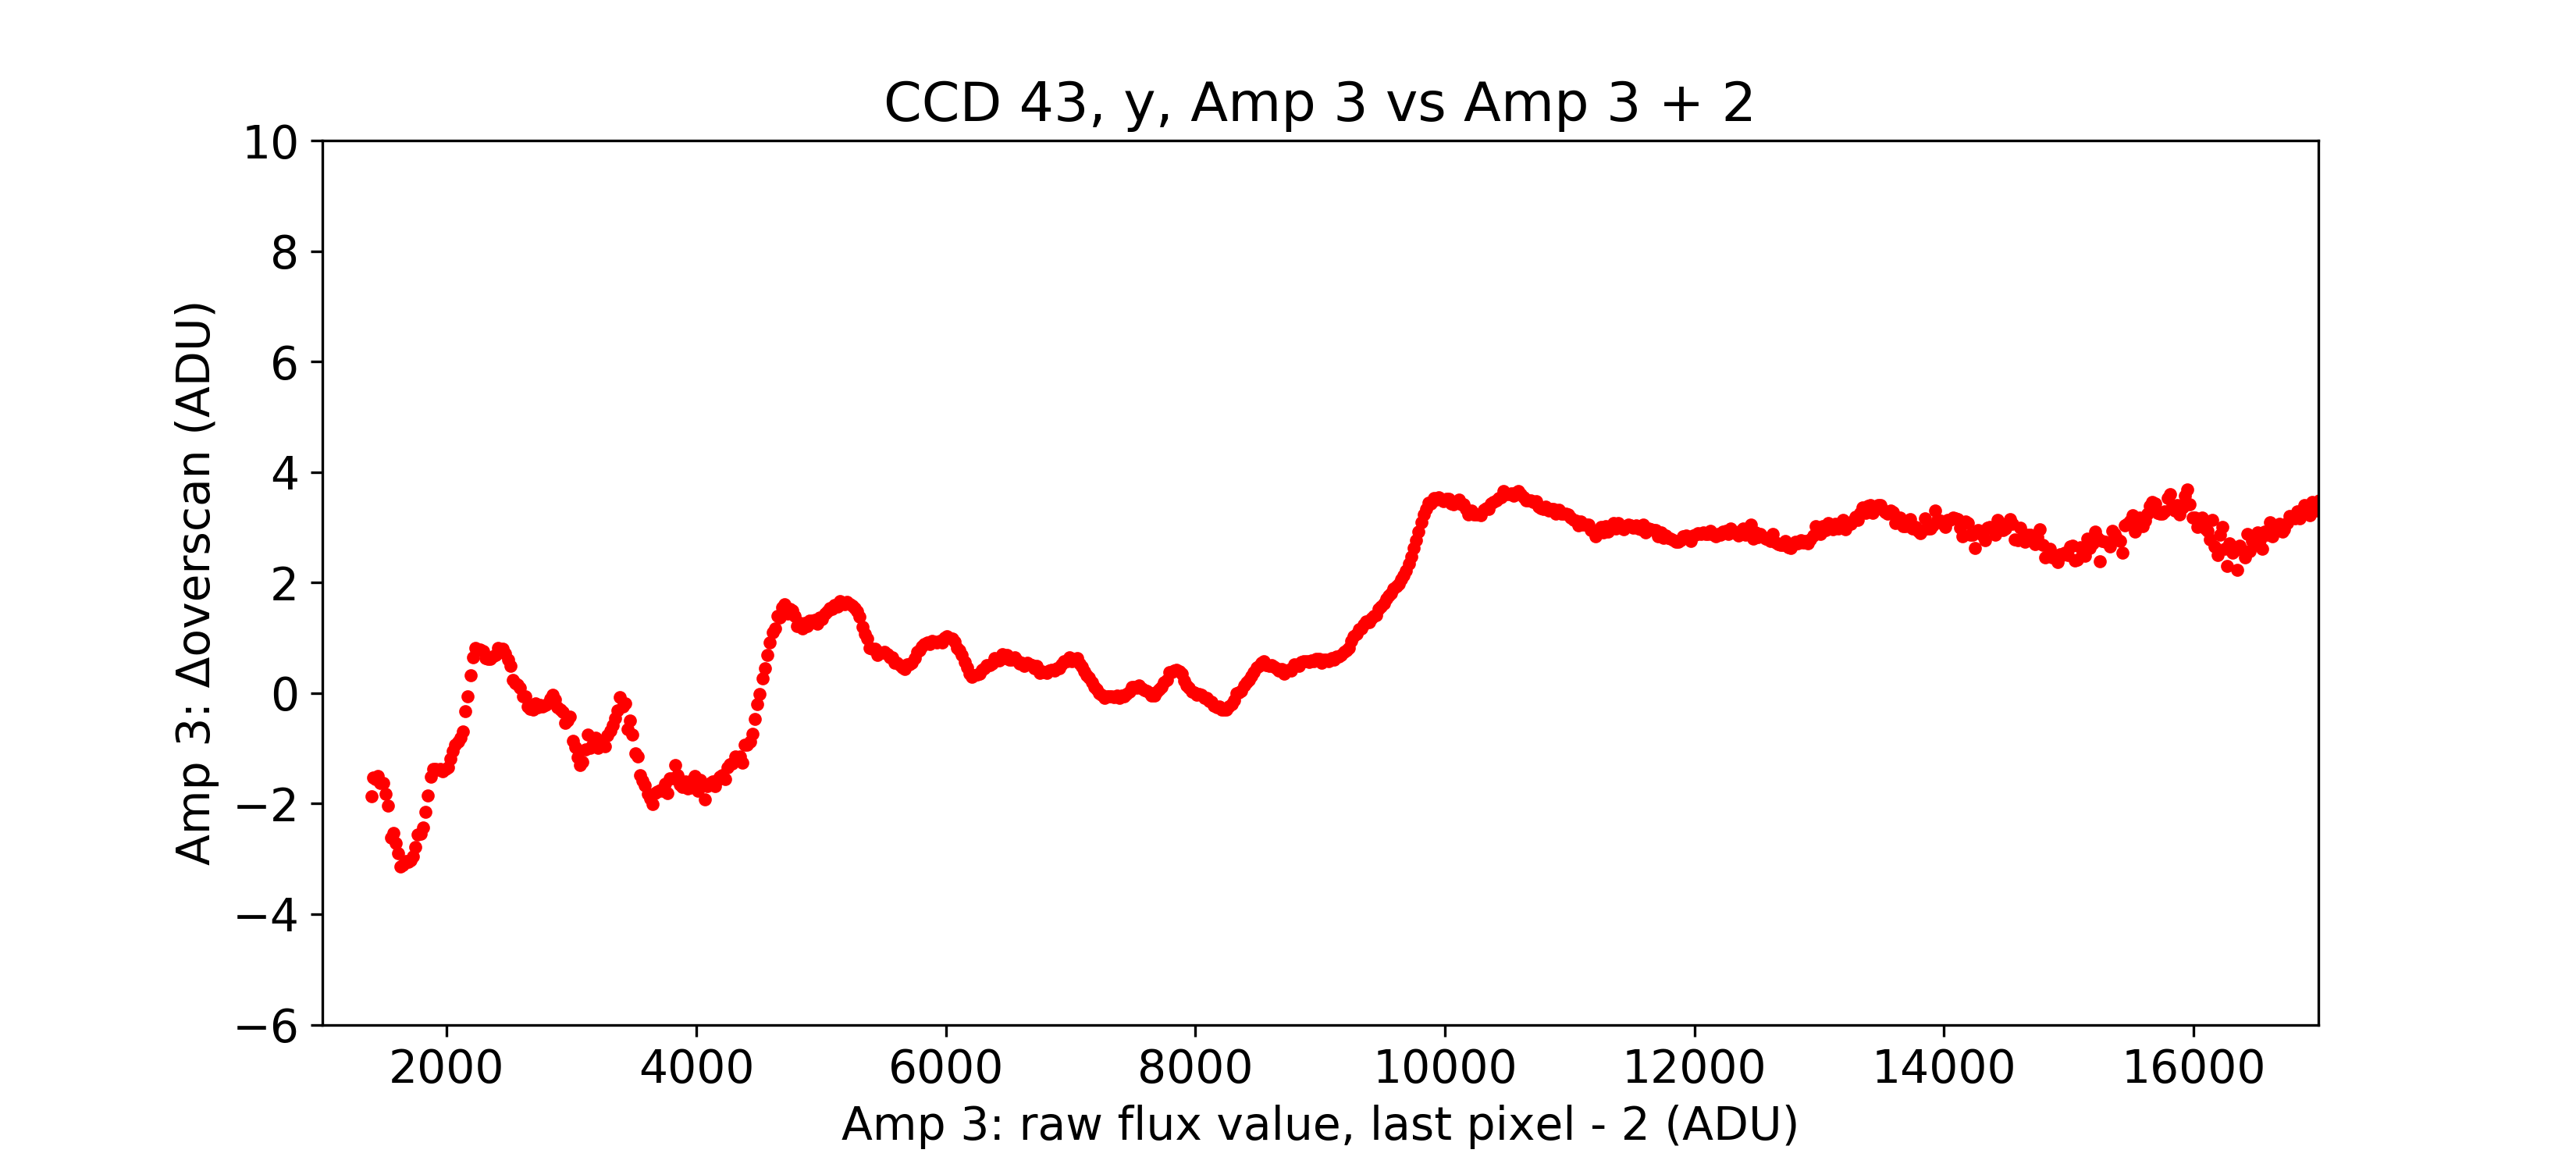 CCD 43, y, Amp 3 vs Amp 3 + 2
10
8
6
4
2
0
−2
−4
−6
Amp 3: Δoverscan (ADU)
2000 4000 6000 8000 10000 12000 14000 16000
Amp 3: raw flux value, last pixel - 2 (ADU)